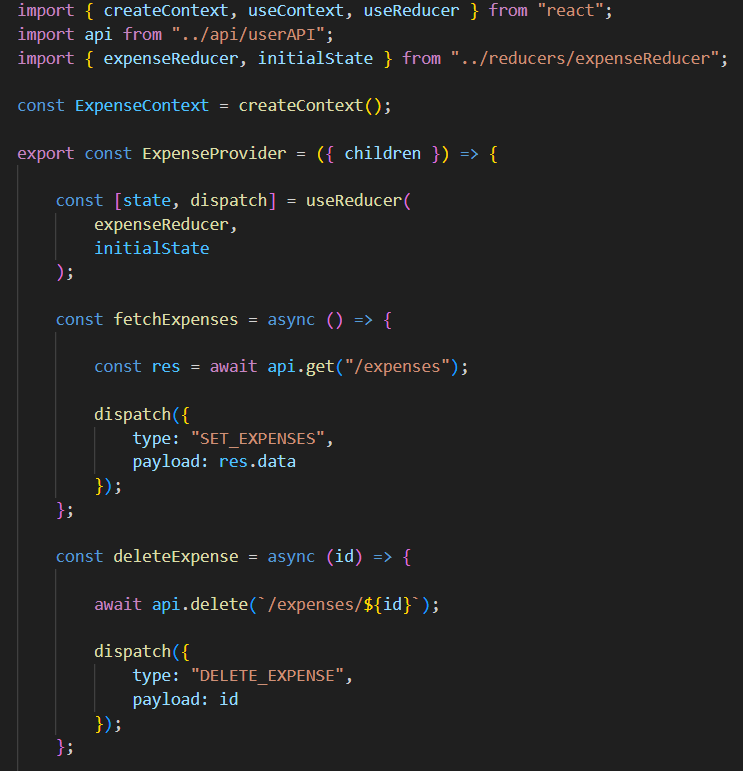 import { createContext, useContext, useReducer } from "react";
import api from "../api/userAPI";
import { expenseReducer, initialState } from "../reducers/expenseReducer";

const ExpenseContext = createContext();

export const ExpenseProvider = ({ children }) => {

    const [state, dispatch] = useReducer(
        expenseReducer,
        initialState
    );

    const fetchExpenses = async () => {

        const res = await api.get("/expenses");

        dispatch({
            type: "SET_EXPENSES",
            payload: res.data
        });
    };

    const deleteExpense = async (id) => {

        await api.delete(`/expenses/${id}`);

        dispatch({
            type: "DELETE_EXPENSE",
            payload: id
        });
    };